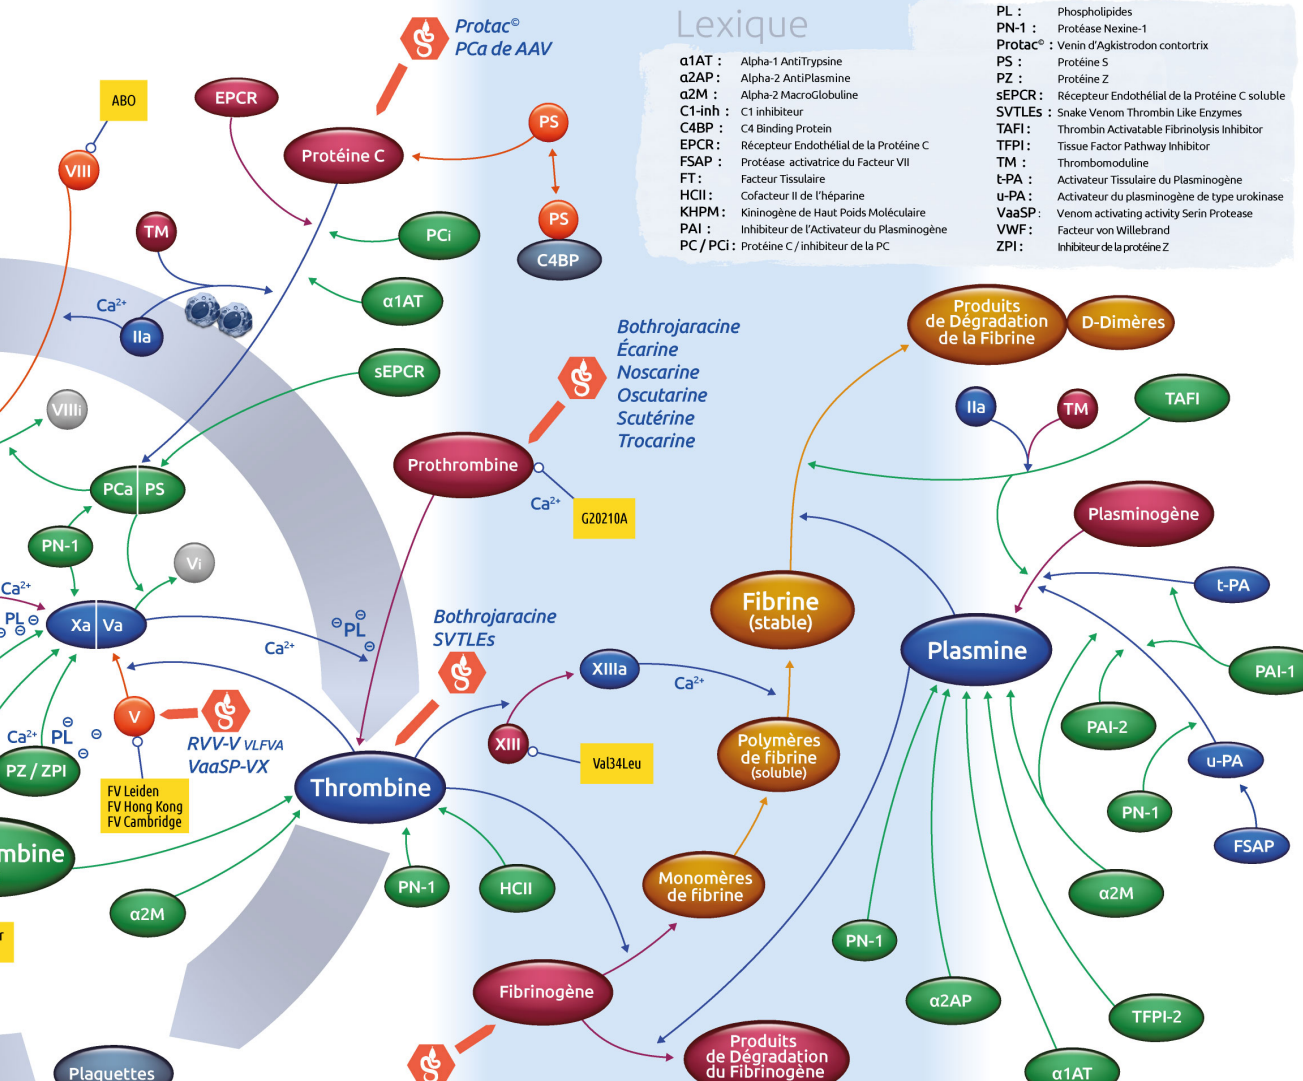 Protac©
PCa de AAV
Lexique
α1AT : Alpha-1 AntiTrypsine
α2AP : Alpha-2 AntiPlasmine
α2M : Alpha-2 MacroGlobuline
C1-inh : C1 inhibiteur
C4BP : C4 Binding Protein
EPCR : Récepteur Endothélial de la Protéine C
FSAP : Protéase activatrice du Facteur VII
FT : Facteur Tissulaire
HCII : Cofacteur II de l'héparine
KHPM : Kininogène de Haut Poids Moléculaire
PAI : Inhibiteur de l'Activateur du Plasminogène
PC / PCi : Protéine C / inhibiteur de la PC
PL : Phospholipides
PN-1 : Protéase Nexine-1
Protac© : Venin d'Agkistrodon contortrix
PS : Protéine S
PZ : Protéine Z
sEPCR : Récepteur Endothélial de la Protéine C soluble
SVTLEs : Snake Venom Thrombin Like Enzymes
TAFI : Thrombin Activatable Fibrinolysis Inhibitor
TFPI : Tissue Factor Pathway Inhibitor
TM : Thrombomoduline
t-PA : Activateur Tissulaire du Plasminogène
u-PA : Activateur du plasminogène de type urokinase
VaaSP : Venom activating activity Serin Protease
VWF : Facteur von Willebrand
ZPI : Inhibiteur de la protéine Z
ABO
EPCR
PS
Protéine C
VIII
TM
PCi
PS
C4BP
Ca2+
α1AT
IIa
Produits
de Dégradation
de la Fibrine
D-Dimères
Bothrojaracine
Écarine
Noscarine
Oscutarine
Scutérine
Trocarine
sEPCR
VIIIi
IIa
TM
TAFI
Prothrombine
PCa PS
Ca2+
G20210A
Plasminogène
PN-1
Vi
Ca2+
t-PA
Fibrine
(stable)
Bothrojaracine
SVTLEs
PL
Xa Va
PL
Ca2+
Plasmine
XIIIa
Ca2+
PAI-1
V
RVV-V VLFVA
VaaSP-VX
Ca2+ PL
PZ / ZPI
XIII
Polymères
de fibrine
(soluble)
Val34Leu
PAI-2
u-PA
FV Leiden
FV Hong Kong
FV Cambridge
Thrombine
PN-1
FSAP
mbine
PN-1
HCII
Monomères
de fibrine
α2M
α2M
PN-1
r
Fibrinogène
α2AP
TFPI-2
Produits
de Dégradation
du Fibrinogène
Plaquettes
α1AT